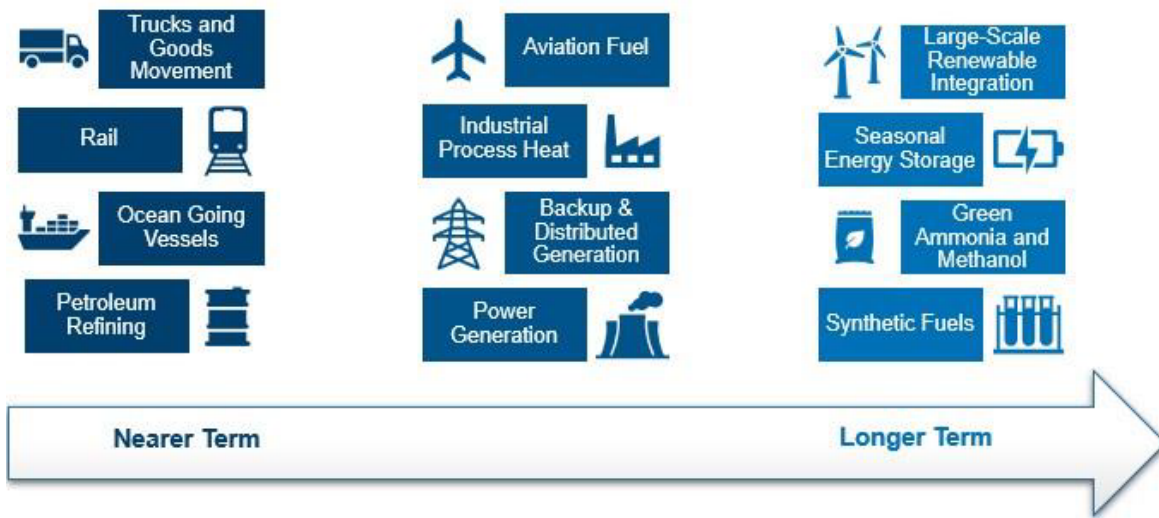 Trucks and
Goods
Movement
Rail
Ocean Going
Vessels
Petroleum
Refining
Aviation Fuel
Industrial
Process Heat
Backup &
Distributed
Generation
Power
Generation
Large-Scale
Renewable
Integration
Seasonal
Energy Storage
Green
Ammonia and
Methanol
Synthetic Fuels
Nearer Term
Longer Term